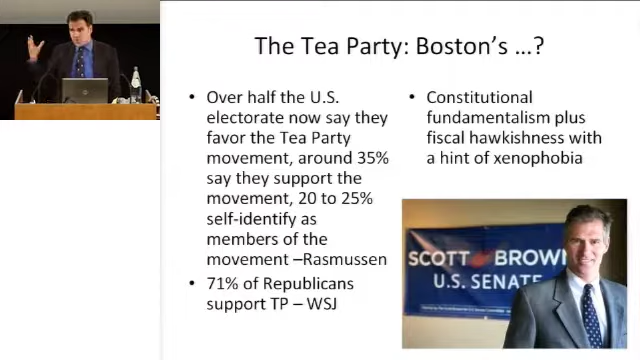 The Tea Party: Boston's …?
• Over half the U.S.
electorate now say they
favor the Tea Party
movement, around 35%
say they support the
movement, 20 to 25%
self-identify as
members of the
movement –Rasmussen
• 71% of Republicans
support TP – WSJ
• Constitutional
fundamentalism plus
fiscal hawkishness with
a hint of xenophobia
SCOTT BROWN
U.S. SENATE